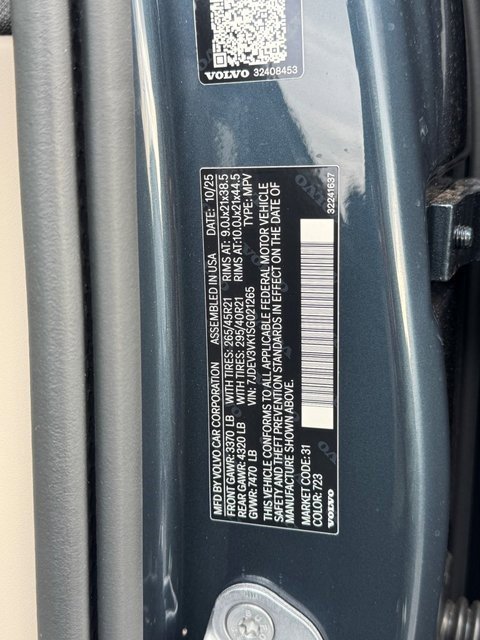 VOLVO 32408453
MFD BY VOLVO CAR CORPORATION ASSEMBLED IN USA DATE: 10/25
FRONT GAWR: 3370 LB WITH TIRES: 265/45R21 RIMS AT: 9.0Jx21x38.5
REAR GAWR: 4320 LB WITH TIRES: 295/40R21 RIMS AT:10.0Jx21x44.5
GVWR: 7470 LB VIN: 7JDEV3VK1SG021265 TYPE: MPV
THIS VEHICLE CONFORMS TO ALL APPLICABLE FEDERAL MOTOR VEHICLE
SAFETY AND THEFT PREVENTION STANDARDS IN EFFECT ON THE DATE OF
MANUFACTURE SHOWN ABOVE.
MARKET CODE: 31
COLOR: 723
VOLVO 32241637